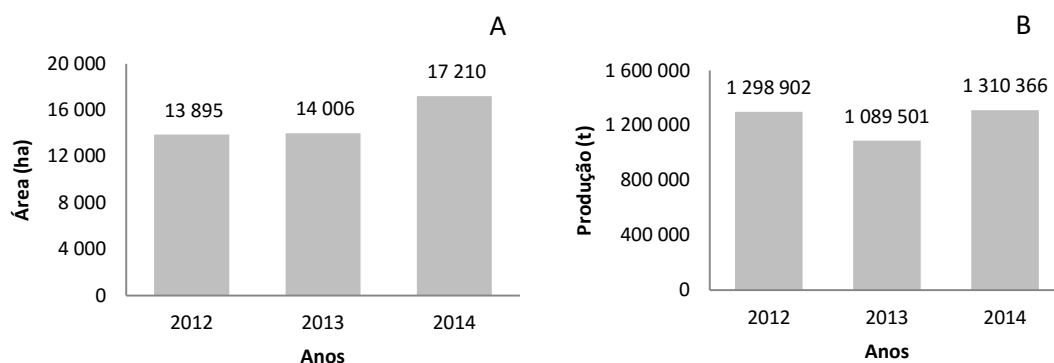 A
Área (ha)
20 000
16 000
12 000
8 000
4 000
0
13 895
14 006
17 210
2012
2013
2014
Anos
B
Produção (t)
1 600 000
1 200 000
800 000
400 000
0
1 298 902
1 089 501
1 310 366
2012
2013
2014
Anos